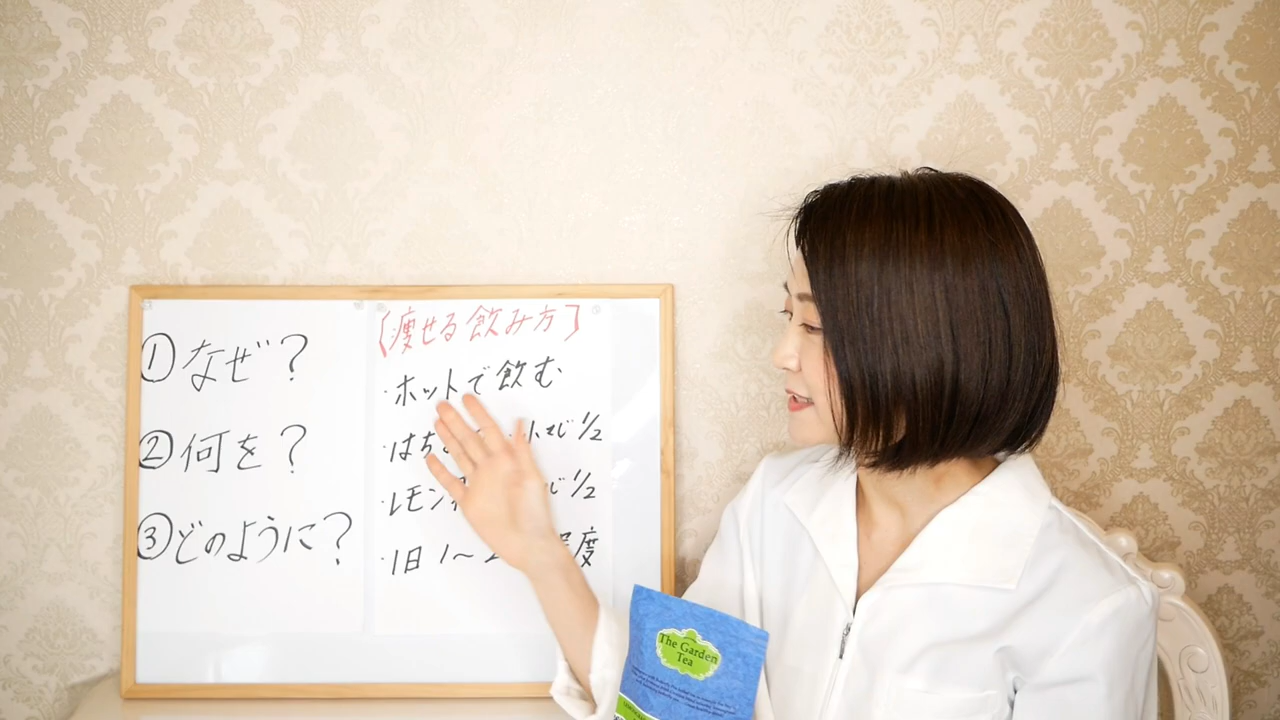 ①なぜ?
②何を?
③どのように?
【痩せる飲み方】
・ホットで飲む
・はち 小さじ1/2
・レモン じ1/2
・1日1〜 程度
The Garden
Tea